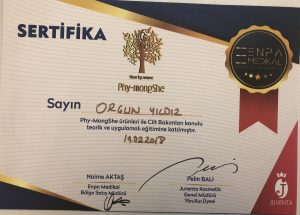 SERTİFİKA
ENPA
MEDİKAL
Phy-mongShe
Sayın ORGUN YILDIZ
Phy-MongShe ürünleri ile Cilt Bakımları konulu
teorik ve uygulamalı eğitimine katılmıştır.
19.02.2018
Naime AKTAŞ
Enpa Medikal
Bölge Satış Müdürü
Pelin BALI
Juventa Kozmetik
Genel Müdürü
Yön.Kur.Üyesi
J
JUVENTA